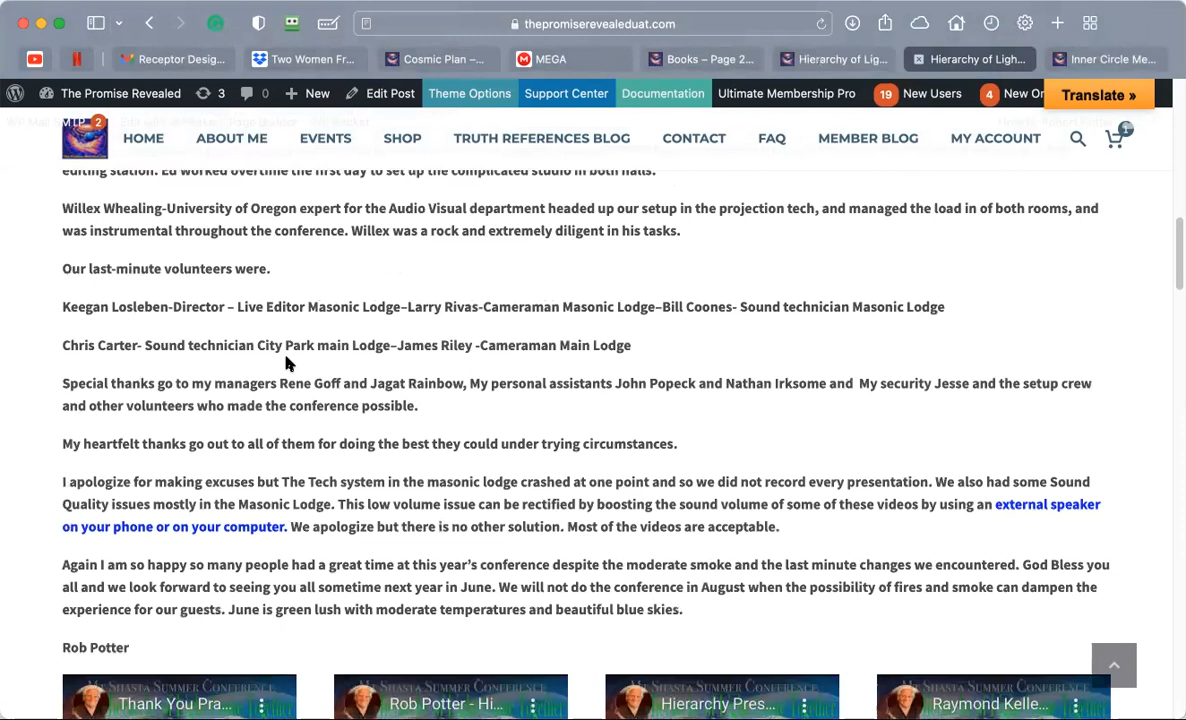 thepromiserevealeduat.com
Receptor Desig...
Two Women Fr...
Cosmic Plan –...
MEGA
Books – Page 2...
Hierarchy of Lig...
Hierarchy of Ligh...
Inner Circle Me...
The Promise Revealed
3
0
New
Edit Post
Theme Options
Support Center
Documentation
Ultimate Membership Pro
19
New Users
4
New Or
Translate »
2
HOME
ABOUT ME
EVENTS
SHOP
TRUTH REFERENCES BLOG
CONTACT
FAQ
MEMBER BLOG
MY ACCOUNT
editing station. Ed worked overtime the first day to set up the complicated studio in both halls.
Willex Whealing-University of Oregon expert for the Audio Visual department headed up our setup in the projection tech, and managed the load in of both rooms, and
was instrumental throughout the conference. Willex was a rock and extremely diligent in his tasks.
Our last-minute volunteers were.
Keegan Losleben-Director – Live Editor Masonic Lodge–Larry Rivas-Cameraman Masonic Lodge–Bill Coones- Sound technician Masonic Lodge
Chris Carter- Sound technician City Park main Lodge–James Riley -Cameraman Main Lodge
Special thanks go to my managers Rene Goff and Jagat Rainbow, My personal assistants John Popeck and Nathan Irksome and  My security Jesse and the setup crew
and other volunteers who made the conference possible.
My heartfelt thanks go out to all of them for doing the best they could under trying circumstances.
I apologize for making excuses but The Tech system in the masonic lodge crashed at one point and so we did not record every presentation. We also had some Sound
Quality issues mostly in the Masonic Lodge. This low volume issue can be rectified by boosting the sound volume of some of these videos by using an external speaker
on your phone or on your computer. We apologize but there is no other solution. Most of the videos are acceptable.
Again I am so happy so many people had a great time at this year's conference despite the moderate smoke and the last minute changes we encountered. God Bless you
all and we look forward to seeing you all sometime next year in June. We will not do the conference in August when the possibility of fires and smoke can dampen the
experience for our guests. June is green lush with moderate temperatures and beautiful blue skies.
Rob Potter
Thank You Pra...
Rob Potter - Hi...
Hierarchy Pres...
Raymond Kelle...